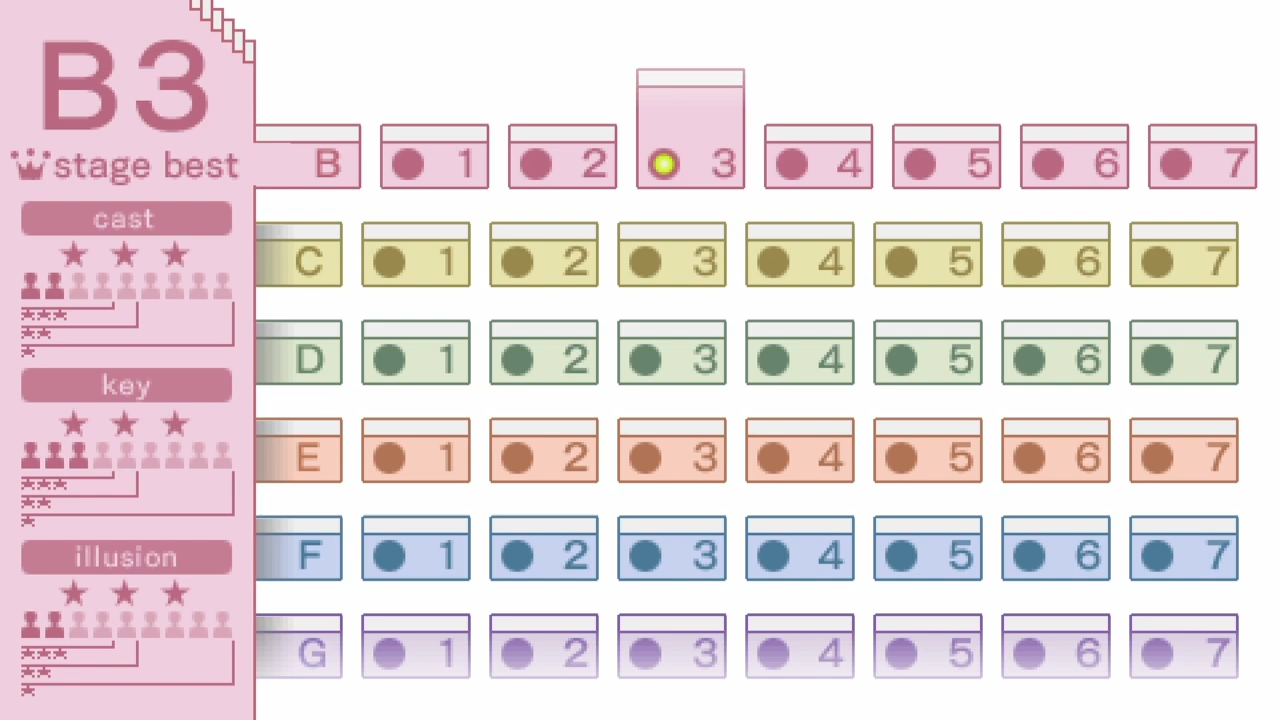 B3
stage best
cast
★ ★ ★
★★★
★★
★
key
★ ★ ★
★★★
★★
★
illusion
★ ★ ★
★★★
★★
★
B 1 2 3 4 5 6 7
C 1 2 3 4 5 6 7
D 1 2 3 4 5 6 7
E 1 2 3 4 5 6 7
F 1 2 3 4 5 6 7
G 1 2 3 4 5 6 7